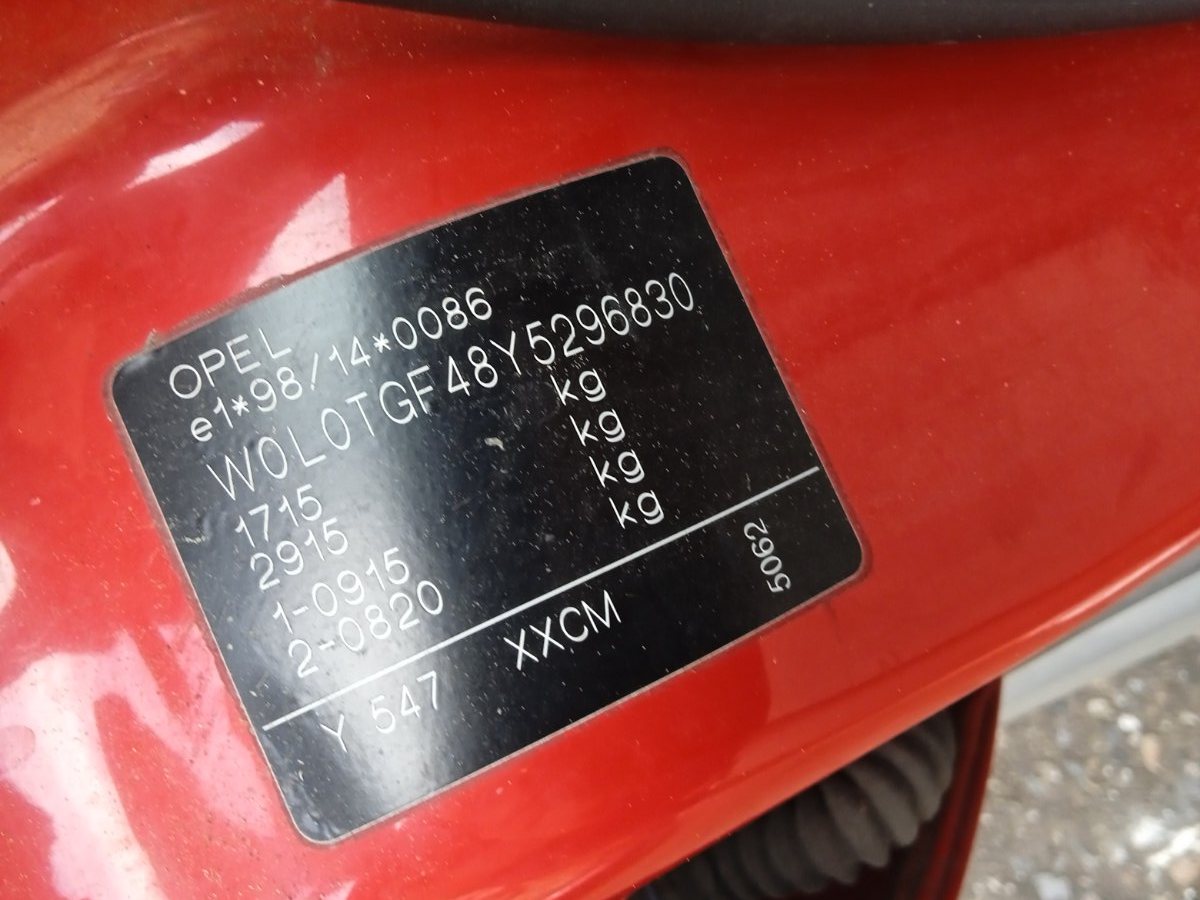 OPEL
e1*98/14*0086
W0L0TGF48Y5296830
1715 kg
2915 kg
1-0915 kg
2-0820 kg
Y 547 XXCM
5062